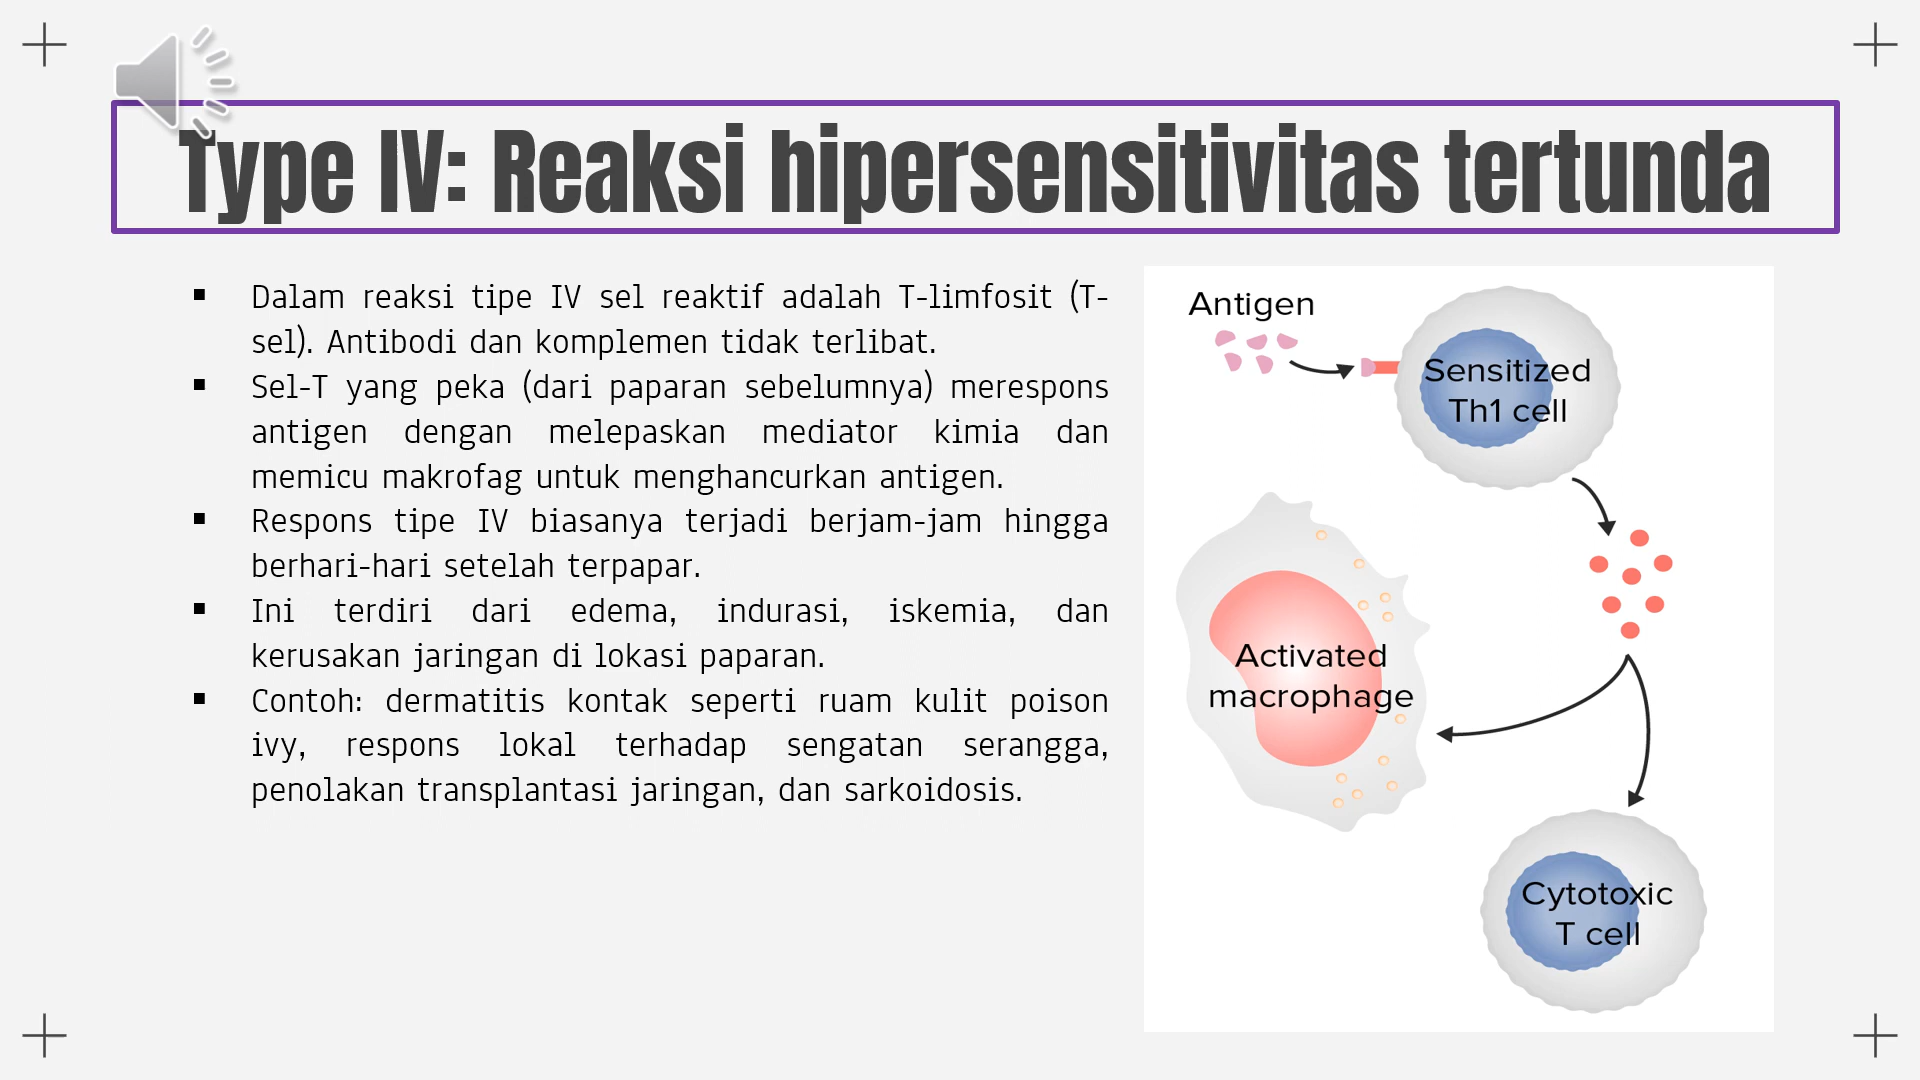 Type IV: Reaksi hipersensitivitas tertunda
▪ Dalam reaksi tipe IV sel reaktif adalah T-limfosit (T-
sel). Antibodi dan komplemen tidak terlibat.
▪ Sel-T yang peka (dari paparan sebelumnya) merespons
antigen dengan melepaskan mediator kimia dan
memicu makrofag untuk menghancurkan antigen.
▪ Respons tipe IV biasanya terjadi berjam-jam hingga
berhari-hari setelah terpapar.
▪ Ini terdiri dari edema, indurasi, iskemia, dan
kerusakan jaringan di lokasi paparan.
▪ Contoh: dermatitis kontak seperti ruam kulit poison
ivy, respons lokal terhadap sengatan serangga,
penolakan transplantasi jaringan, dan sarkoidosis.
Antigen
Sensitized
Th1 cell
Activated
macrophage
Cytotoxic
T cell